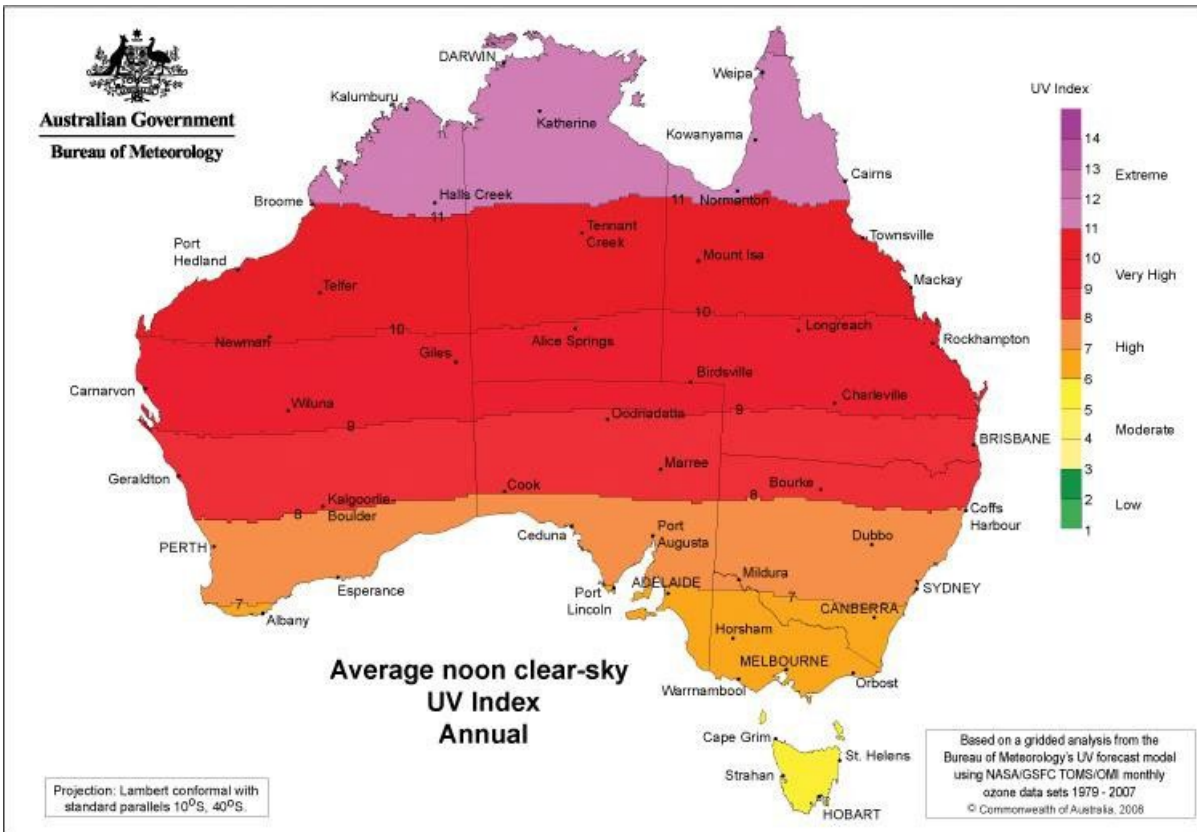 Australian Government
Bureau of Meteorology
DARWIN
Weipa
Kalumburu
Katherine
Kowanyama
Cairns
Broome
Halls Creek
11
11
Normanton
Port
Hedland
Tennant
Creek
Townsville
Mount Isa
Telfer
Mackay
10
10
Newman
Alice Springs
Longreach
Giles
Rockhampton
Birdsville
Carnarvon
Wiluna
Charleville
Oodnadatta
9
9
BRISBANE
Geraldton
Marree
Cook
Bourke
8
Kalgoorlie
Boulder
8
Coffs
Harbour
PERTH
Ceduna
Port
Augusta
Dubbo
Esperance
Mildura
Port
Lincoln
ADELAIDE
SYDNEY
7
7
CANBERRA
Albany
Horsham
MELBOURNE
Warrnambool
Orbost
Cape Grim
St. Helens
Strahan
HOBART
UV Index
14
13
Extreme
12
11
10
Very High
9
8
High
7
6
5
Moderate
4
3
2
Low
1
Average noon clear-sky
UV Index
Annual
Projection: Lambert conformal with
standard parallels 10ºS, 40ºS.
Based on a gridded analysis from the
Bureau of Meteorology's UV forecast model
using NASA/GSFC TOMS/OMI monthly
ozone data sets 1979 - 2007
© Commonwealth of Australia, 2008